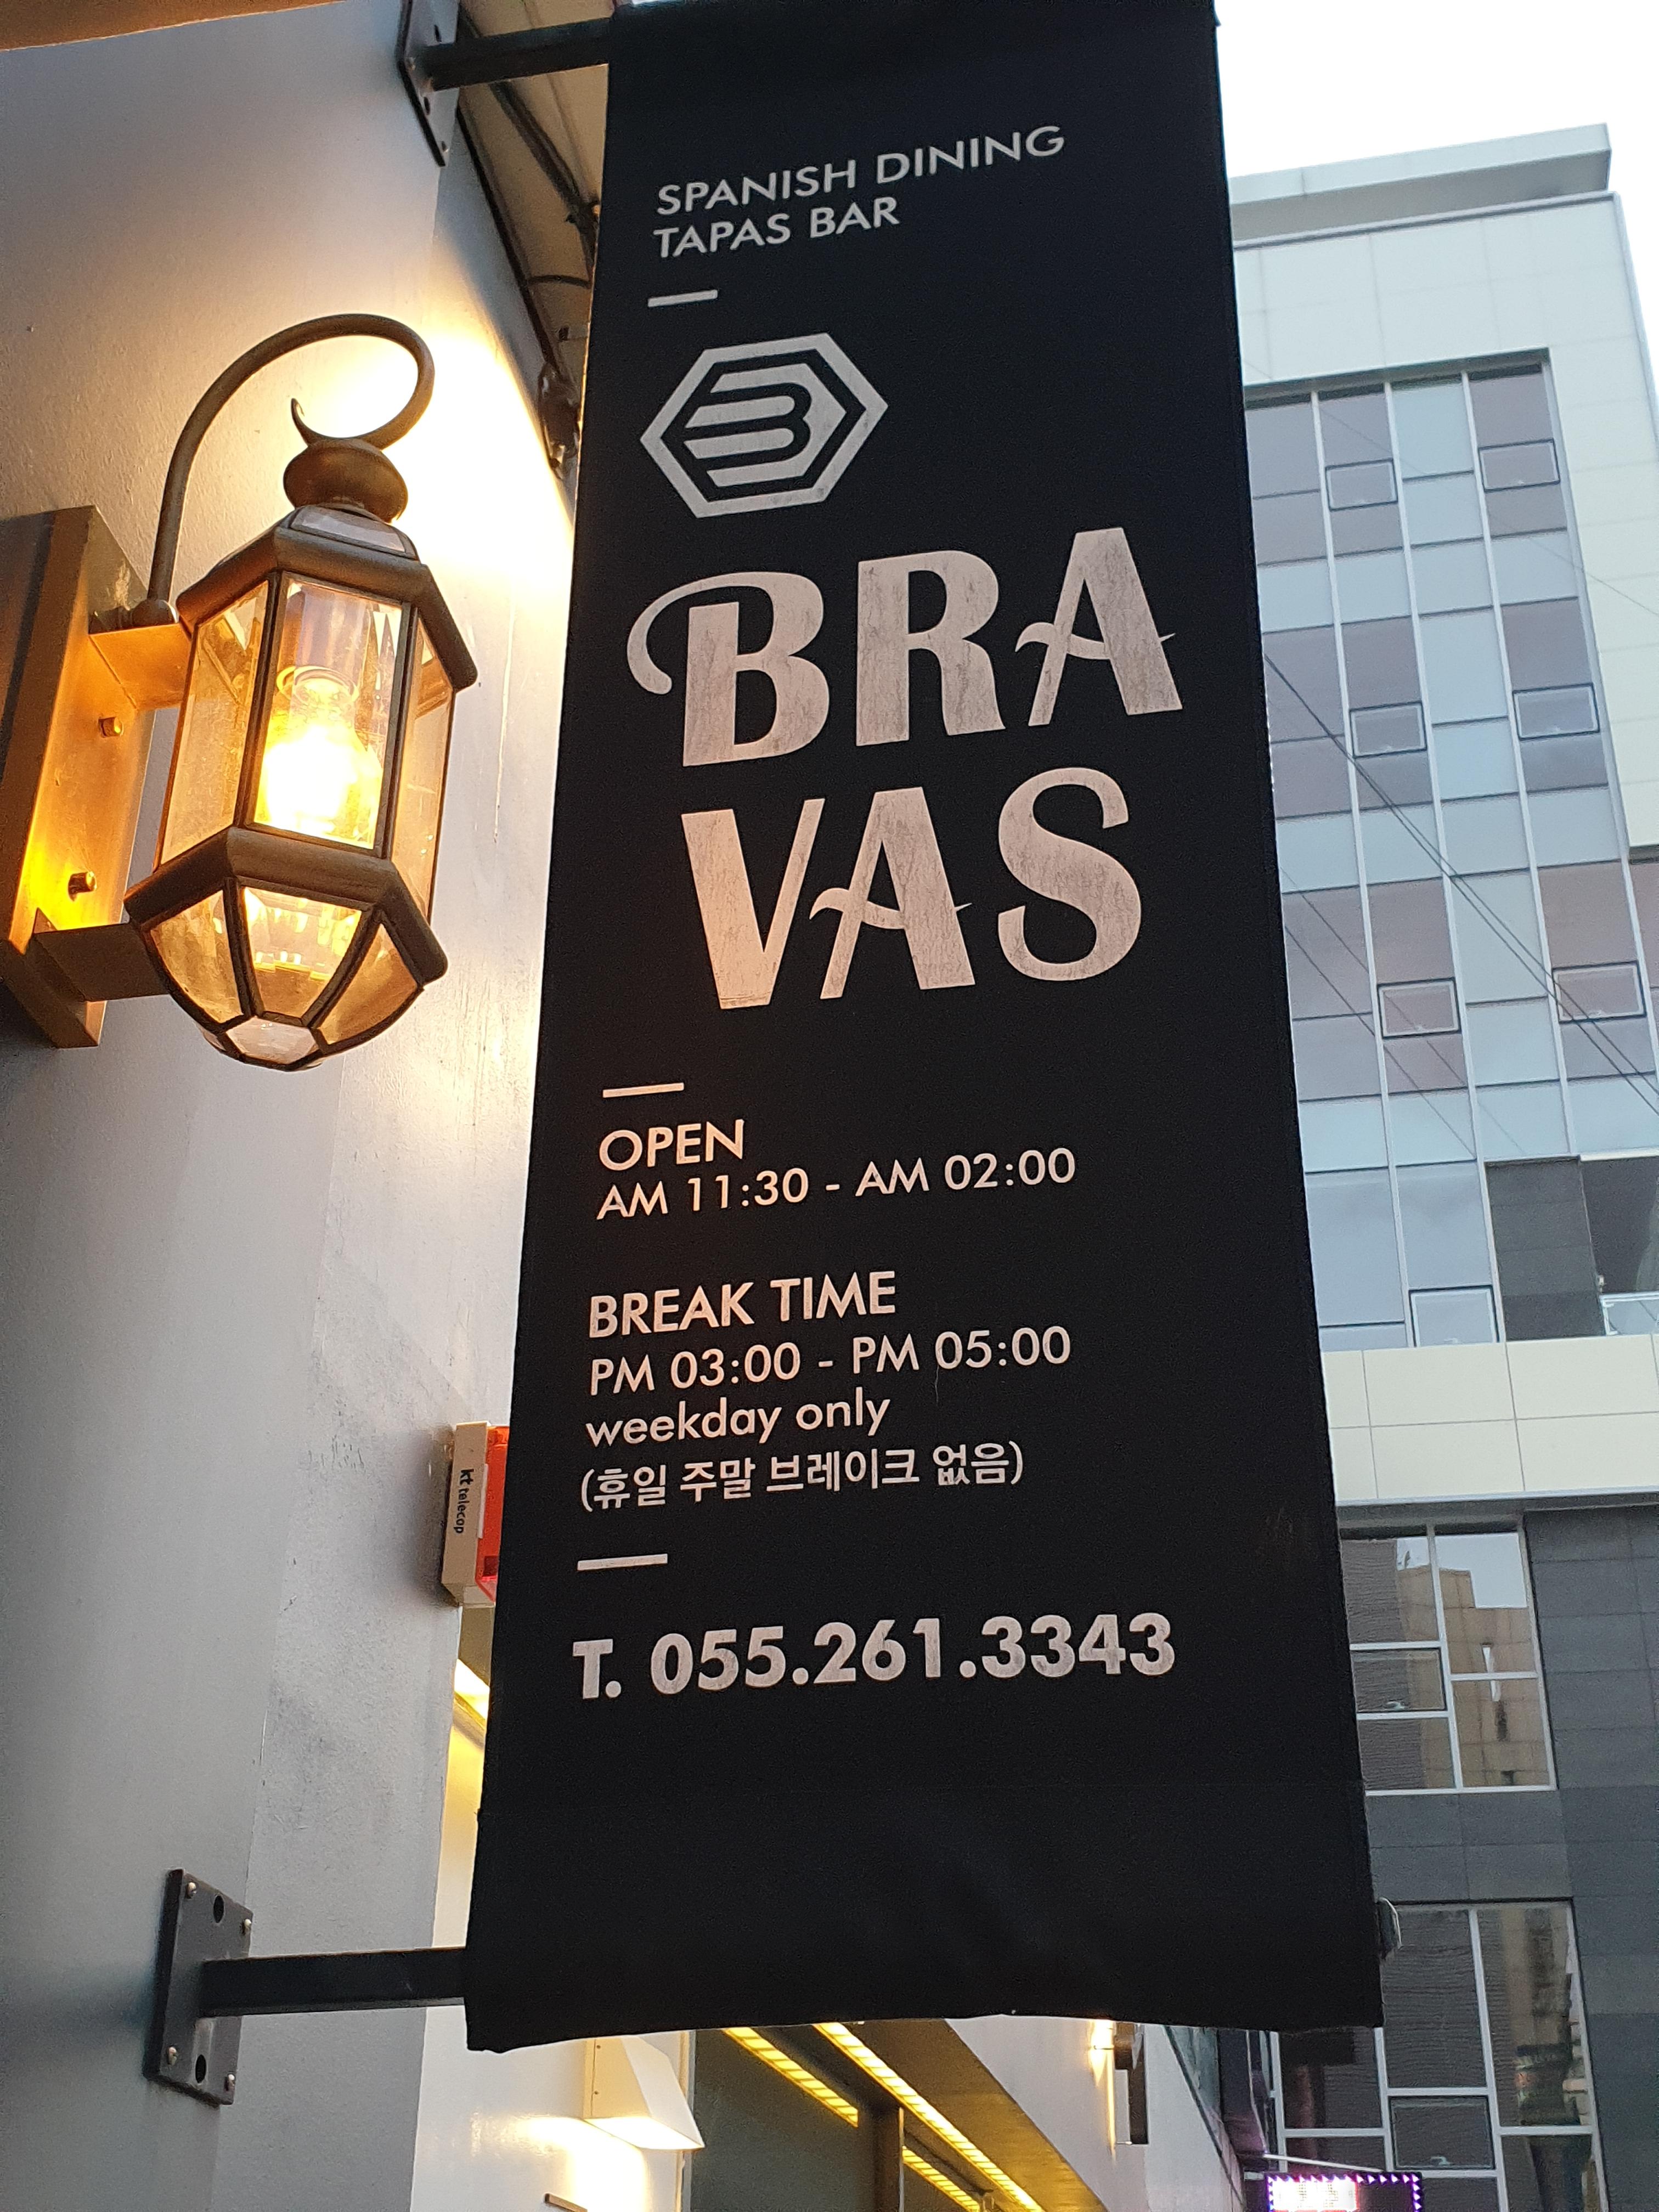 SPANISH DINING
TAPAS BAR
B
BRA
VAS
OPEN
AM 11:30 - AM 02:00
BREAK TIME
PM 03:00 - PM 05:00
weekday only
(휴일 주말 브레이크 없음)
T. 055.261.3343
kt telecop